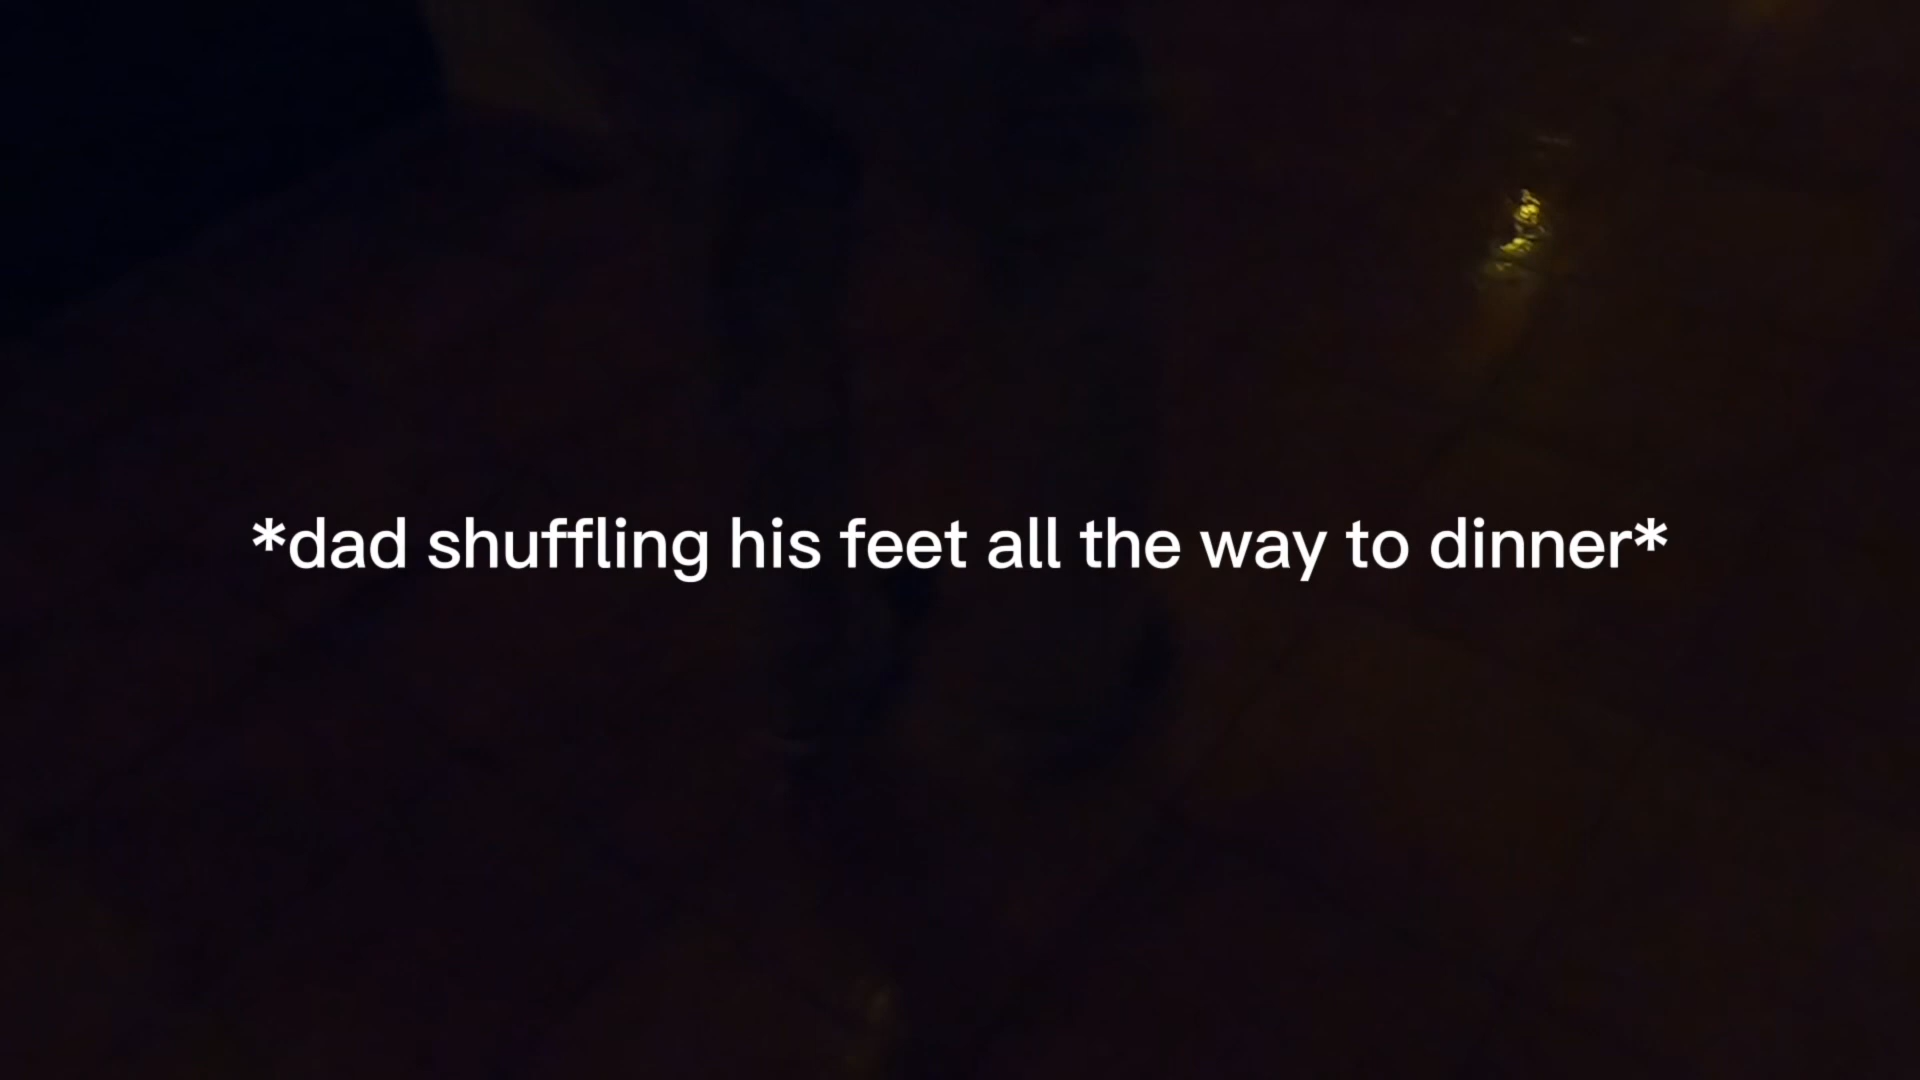 *dad shuffling his feet all the way to dinner*